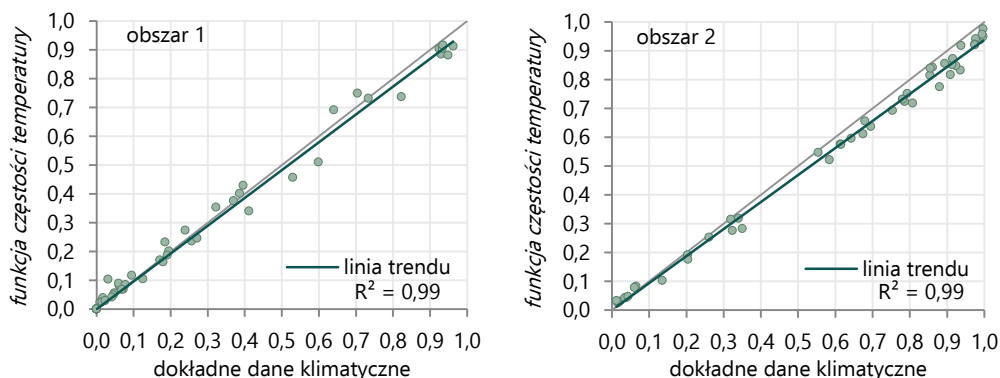 obszar 1
funkcja częstości temperatury
1,0
0,9
0,8
0,7
0,6
0,5
0,4
0,3
0,2
0,1
0,0
linia trendu
R² = 0,99
0,0 0,1 0,2 0,3 0,4 0,5 0,6 0,7 0,8 0,9 1,0
dokładne dane klimatyczne
obszar 2
funkcja częstości temperatury
1,0
0,9
0,8
0,7
0,6
0,5
0,4
0,3
0,2
0,1
0,0
linia trendu
R² = 0,99
0,0 0,1 0,2 0,3 0,4 0,5 0,6 0,7 0,8 0,9 1,0
dokładne dane klimatyczne